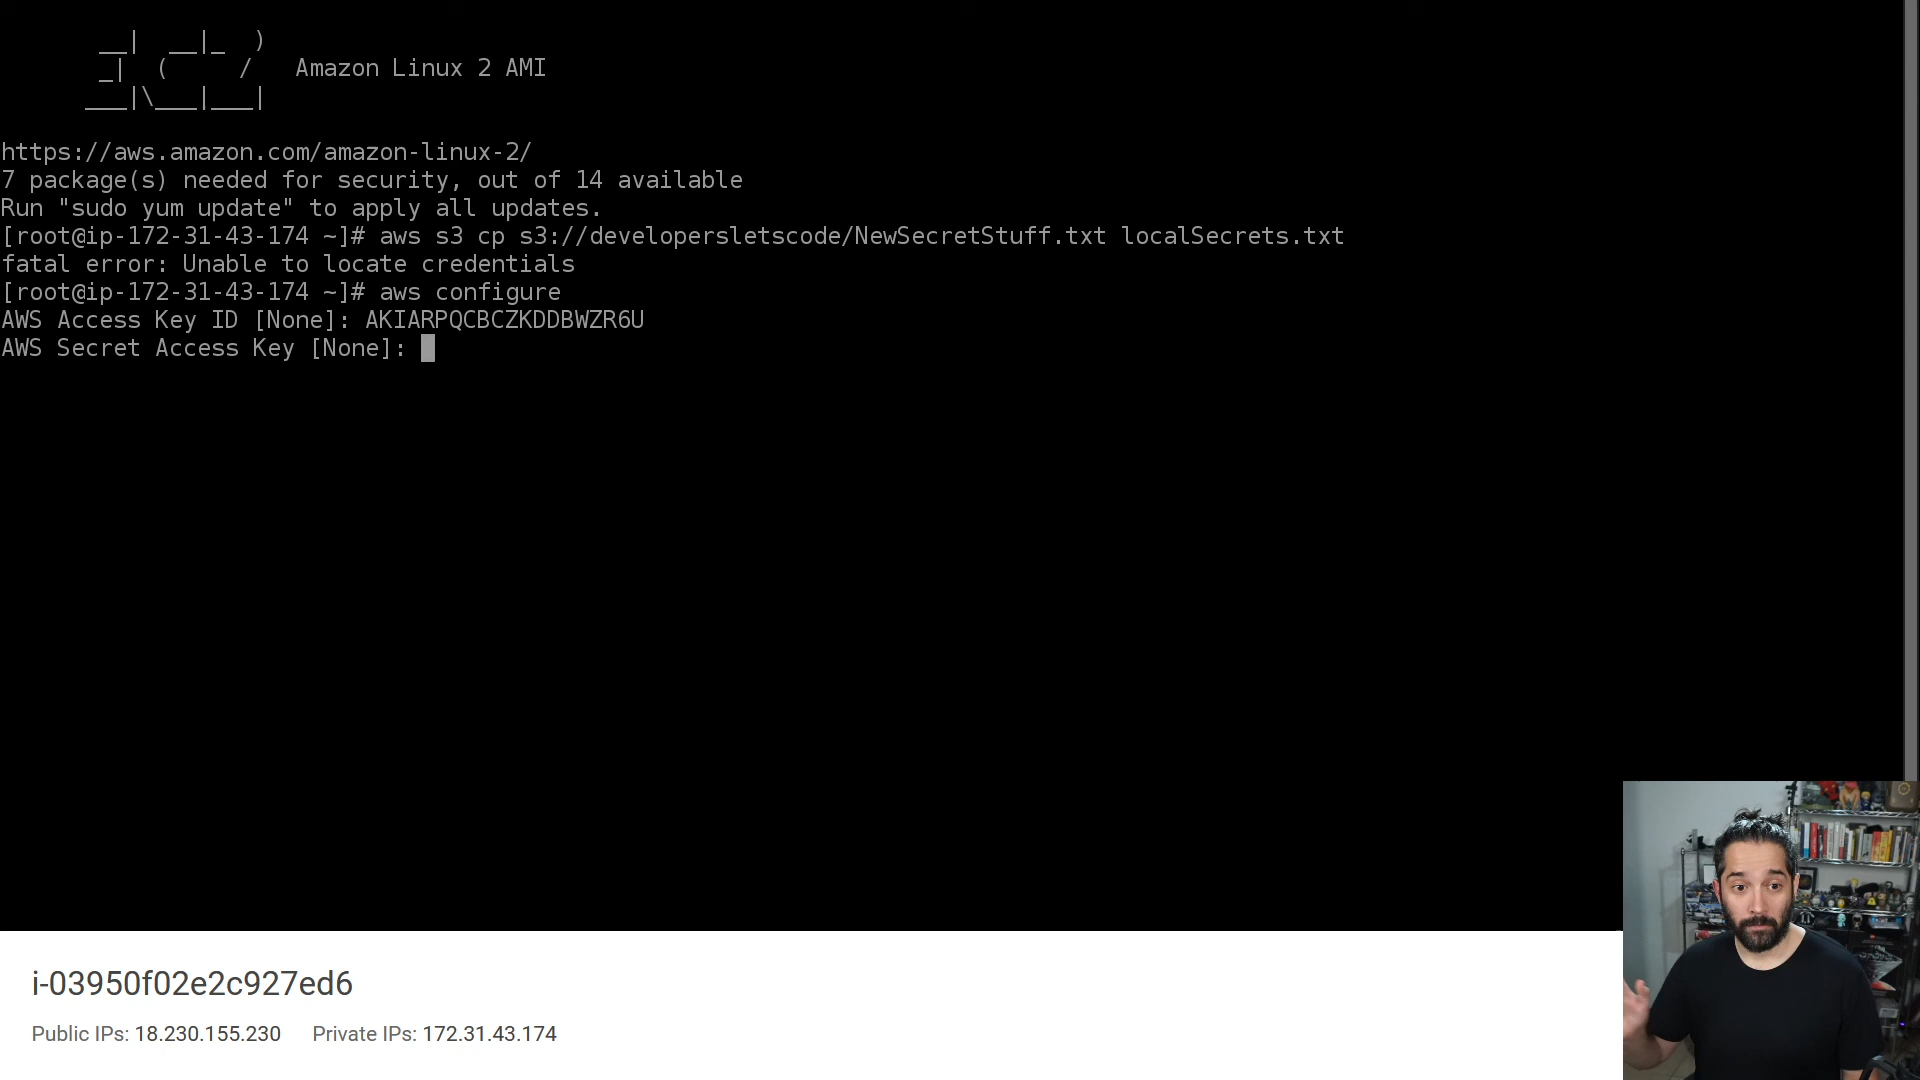 __|  __|_  )
_|  (     /   Amazon Linux 2 AMI
___|\___|___|
https://aws.amazon.com/amazon-linux-2/
7 package(s) needed for security, out of 14 available
Run "sudo yum update" to apply all updates.
[root@ip-172-31-43-174 ~]# aws s3 cp s3://developersletscode/NewSecretStuff.txt localSecrets.txt
fatal error: Unable to locate credentials
[root@ip-172-31-43-174 ~]# aws configure
AWS Access Key ID [None]: AKIARPQCBCZKDDBWZR6U
AWS Secret Access Key [None]:
i-03950f02e2c927ed6
Public IPs: 18.230.155.230 Private IPs: 172.31.43.174